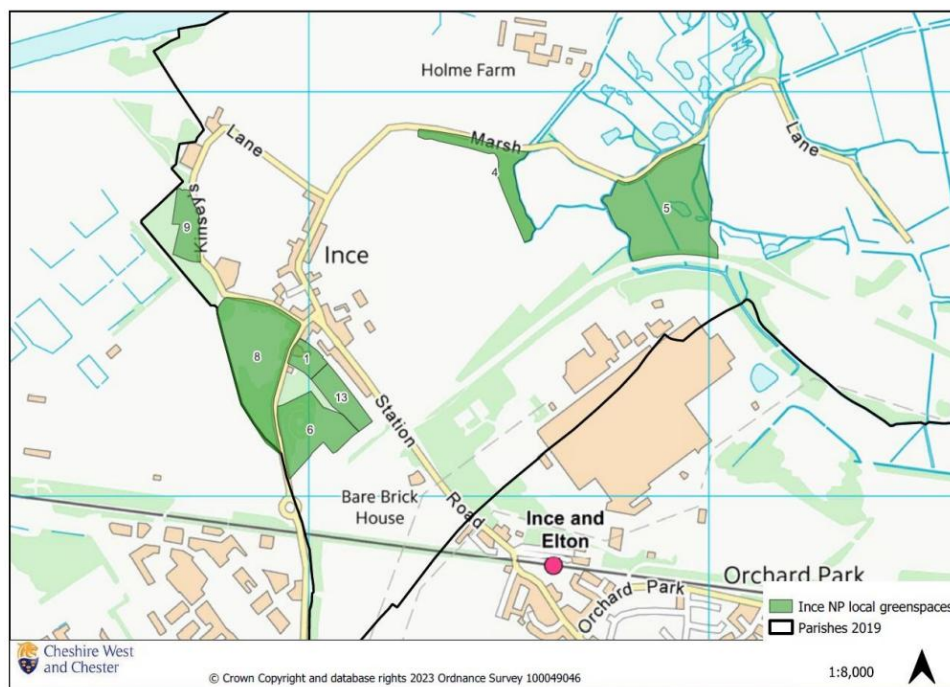 Holme Farm
Lane
Marsh
Lane
4
5
Kinsey's
9
Ince
8
1
13
6
Station
Road
Bare Brick
House
Ince and
Elton
Orchard Park
Orchard Park
Ince NP local greenspaces
Parishes 2019
Cheshire West
and Chester
© Crown Copyright and database rights 2023 Ordnance Survey 100049046
1:8,000